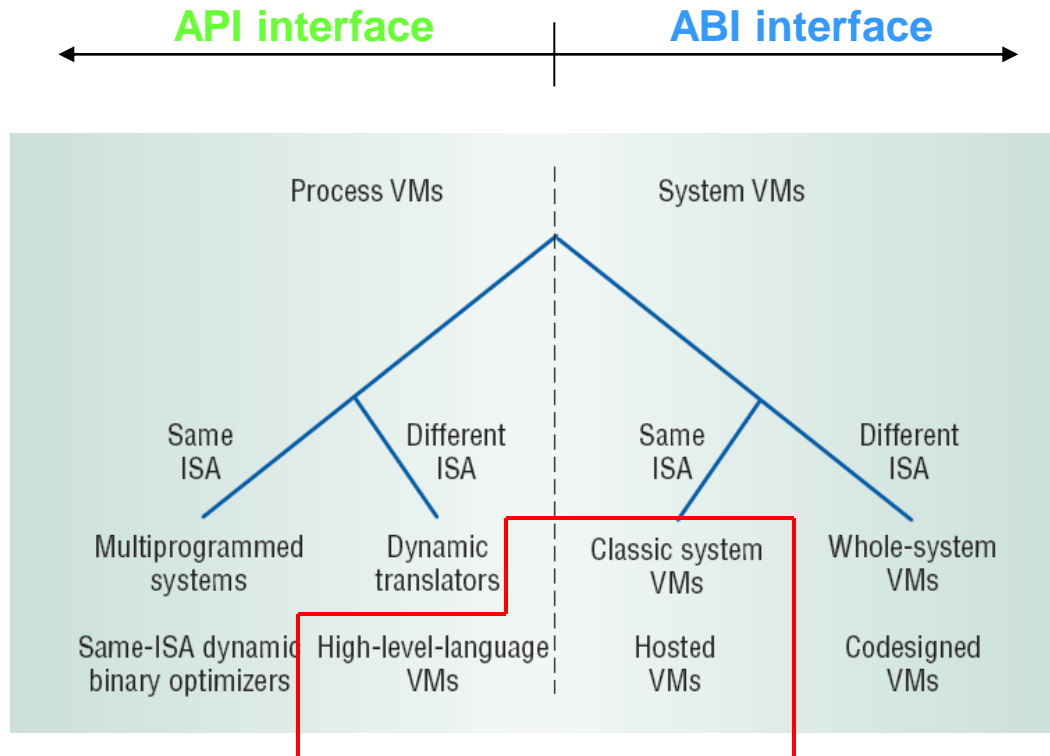 API interface
ABI interface
Process VMs
System VMs
Same
ISA
Different
ISA
Same
ISA
Different
ISA
Multiprogrammed
systems
Dynamic
translators
Classic system
VMs
Whole-system
VMs
Same-ISA dynamic
binary optimizers
High-level-language
VMs
Hosted
VMs
Codesigned
VMs